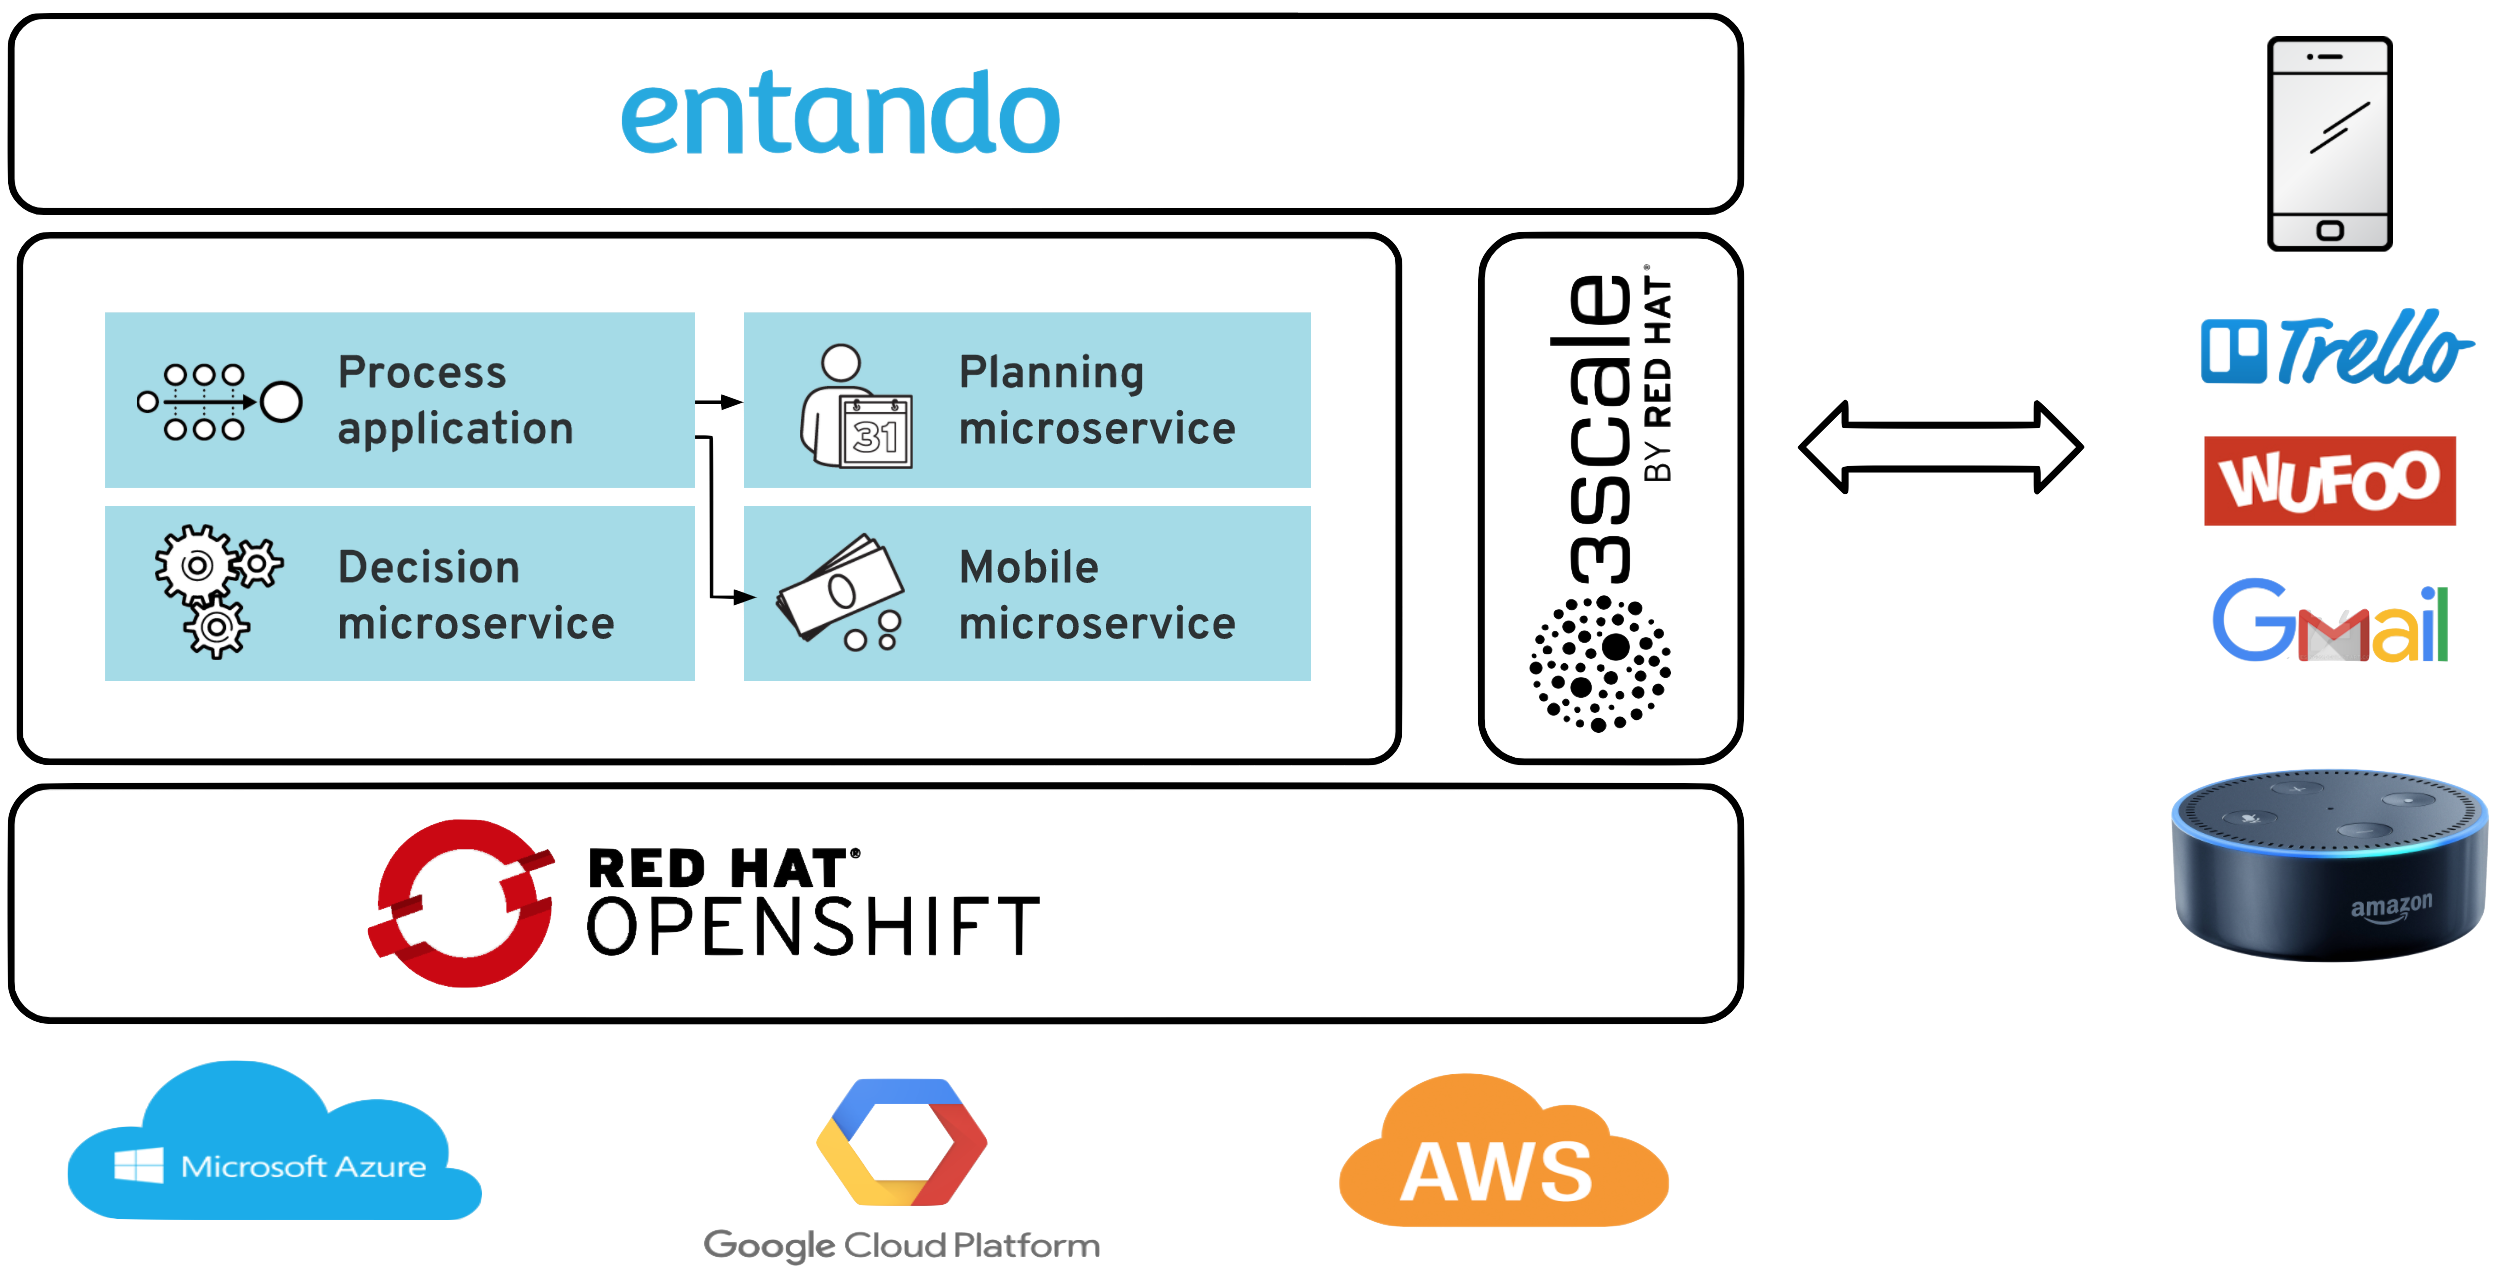 entando
Process
application
Planning
microservice
31
Decision
microservice
Mobile
microservice
3scale
BY RED HAT®
Trello
WUFOO
GMail
amazon
RED HAT®
OPENSHIFT
Microsoft Azure
Google Cloud Platform
AWS